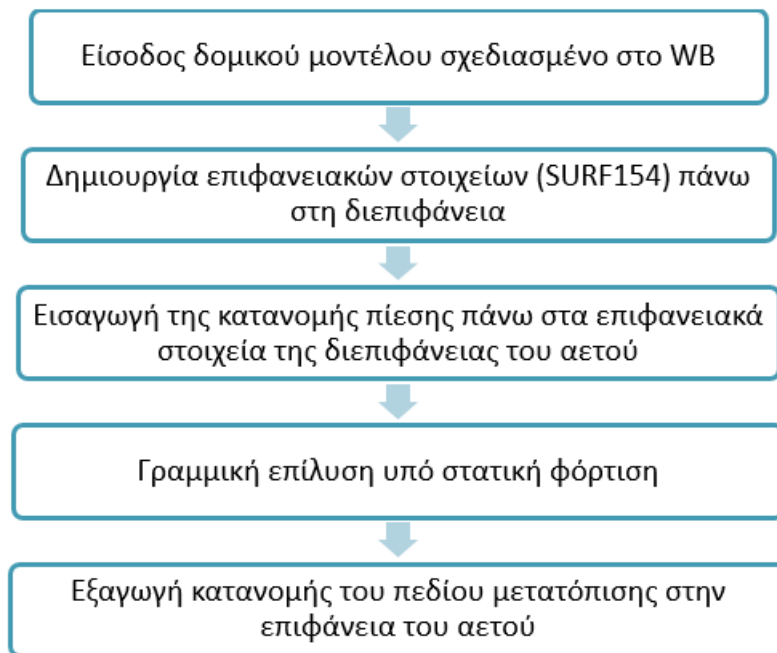 Είσοδος δομικού μοντέλου σχεδιασμένο στο WB
Δημιουργία επιφανειακών στοιχείων (SURF154) πάνω
στη διεπιφάνεια
Εισαγωγή της κατανομής πίεσης πάνω στα επιφανειακά
στοιχεία της διεπιφάνειας του αετού
Γραμμική επίλυση υπό στατική φόρτιση
Εξαγωγή κατανομής του πεδίου μετατόπισης στην
επιφάνεια του αετού